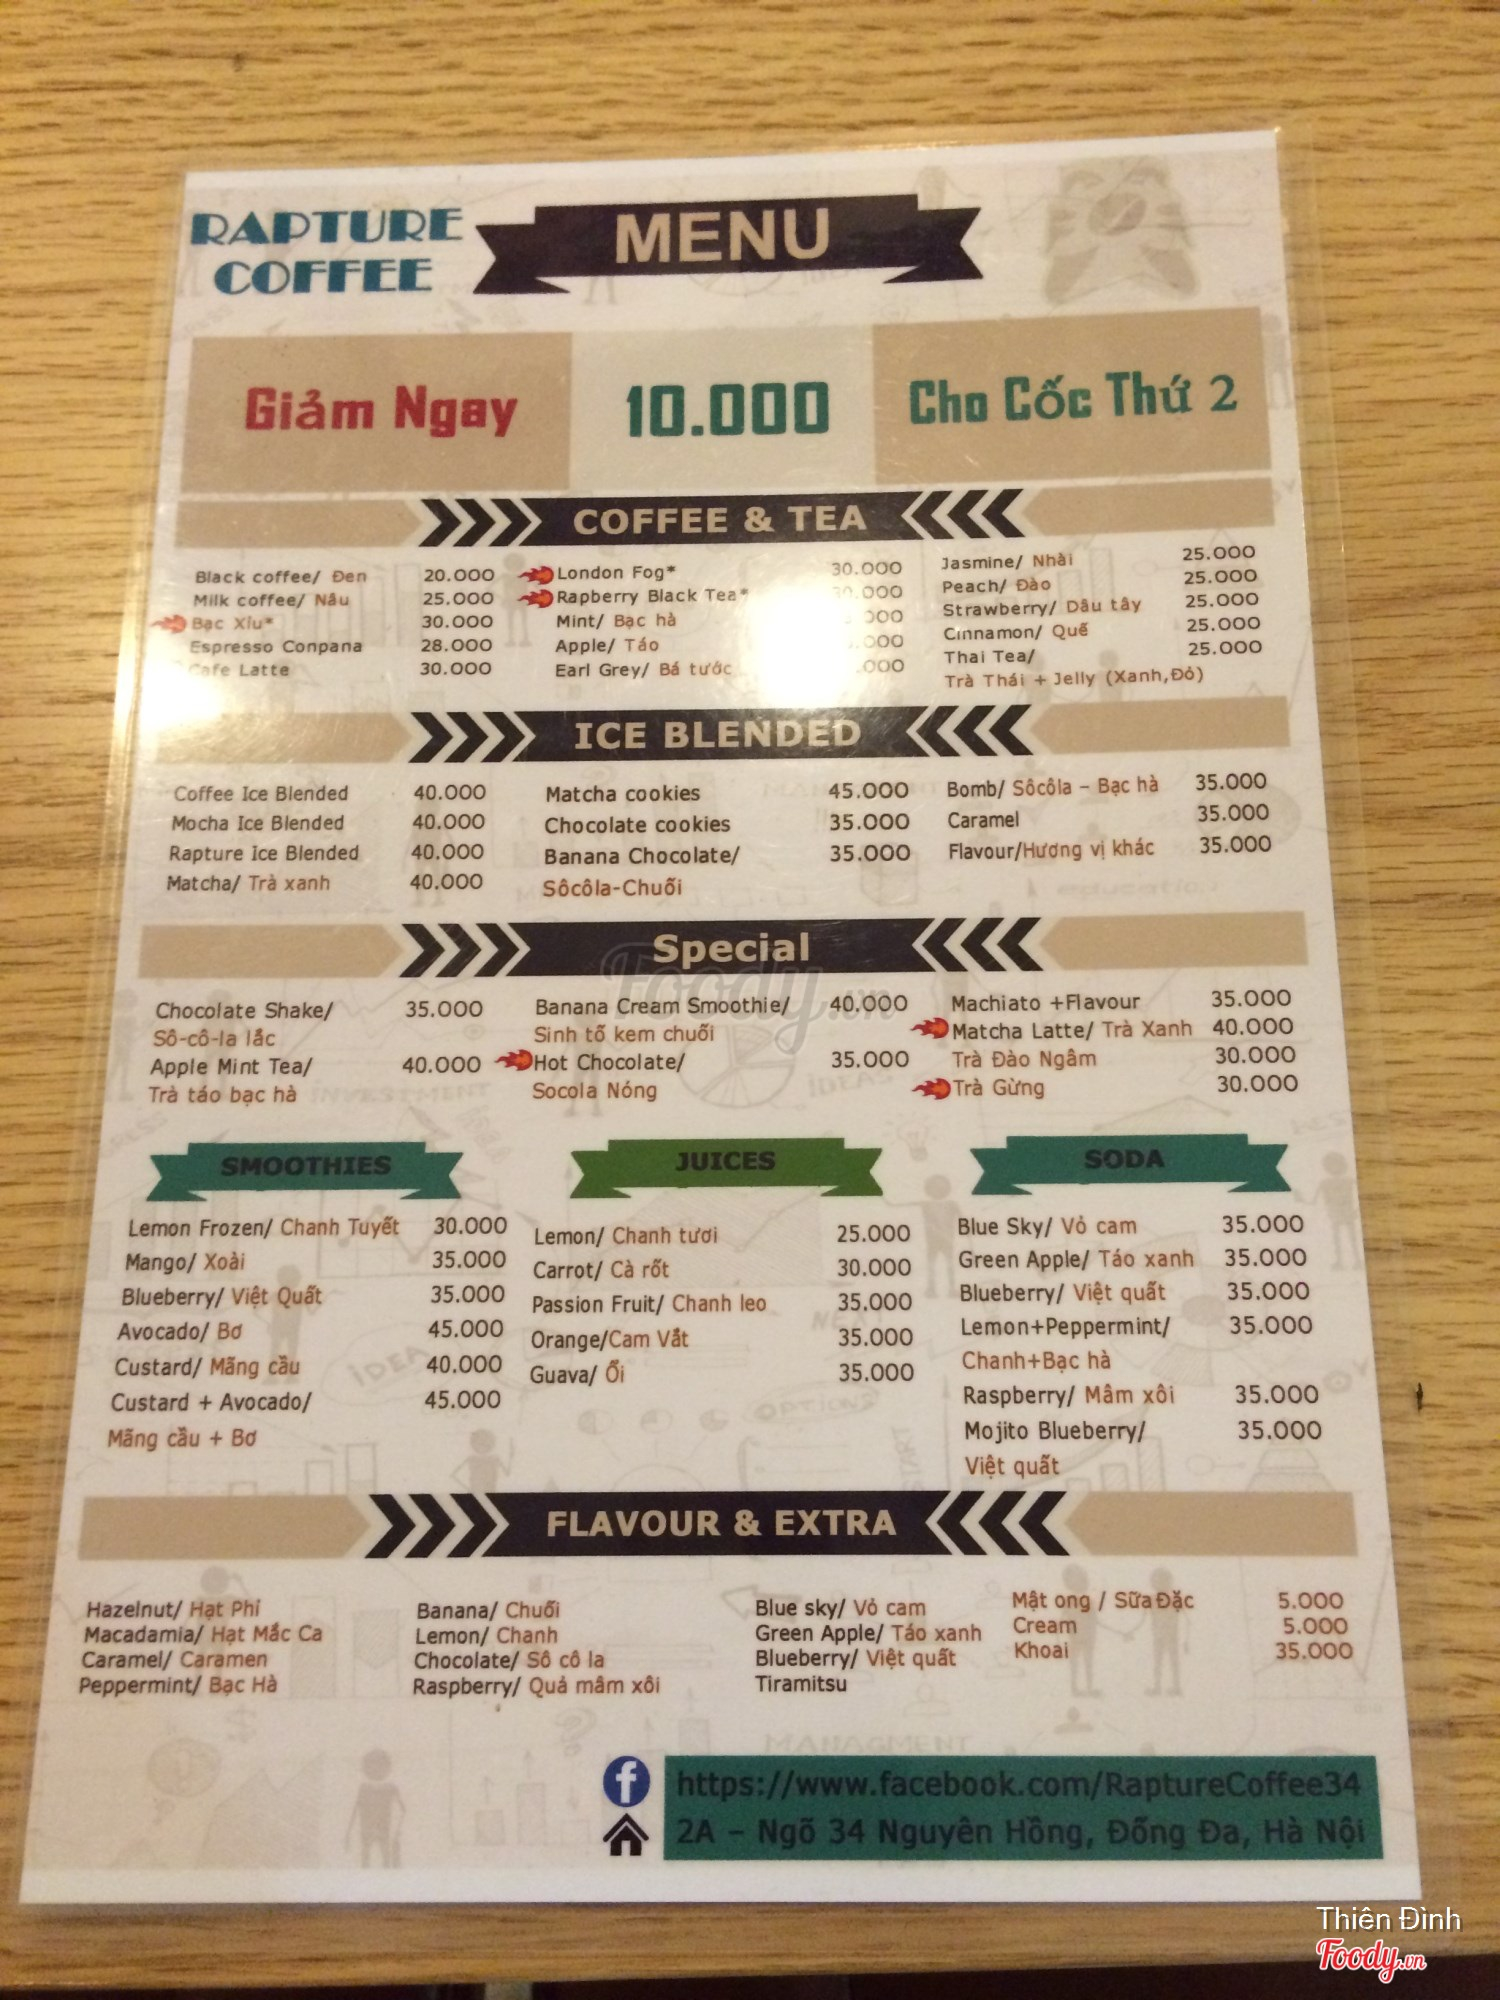 RAPTURE
COFFEE
MENU
Giảm Ngay 10.000 Cho Cốc Thứ 2
COFFEE & TEA
Black coffee/ Đen 20.000
Milk coffee/ Nâu 25.000
Bạc Xỉu* 30.000
Espresso Conpana 28.000
Cafe Latte 30.000
London Fog* 30.000
Rapberry Black Tea*
Mint/ Bạc hà
Apple/ Táo
Earl Grey/ Bá tước
Jasmine/ Nhài 25.000
Peach/ Đào 25.000
Strawberry/ Dâu tây 25.000
Cinnamon/ Quế 25.000
Thai Tea/ 25.000
Trà Thái + Jelly (Xanh,Đỏ)
ICE BLENDED
Coffee Ice Blended 40.000
Mocha Ice Blended 40.000
Rapture Ice Blended 40.000
Matcha/ Trà xanh 40.000
Matcha cookies 45.000
Chocolate cookies 35.000
Banana Chocolate/ 35.000
Sôcôla-Chuối
Bomb/ Sôcôla - Bạc hà 35.000
Caramel 35.000
Flavour/Hương vị khác 35.000
Special
Chocolate Shake/ 35.000
Sô-cô-la lắc
Apple Mint Tea/ 40.000
Trà táo bạc hà
Banana Cream Smoothie/ 40.000
Sinh tố kem chuối
Hot Chocolate/ 35.000
Socola Nóng
Machiato +Flavour 35.000
Matcha Latte/ Trà Xanh 40.000
Trà Đào Ngâm 30.000
Trà Gừng 30.000
SMOOTHIES
Lemon Frozen/ Chanh Tuyết 30.000
Mango/ Xoài 35.000
Blueberry/ Việt Quất 35.000
Avocado/ Bơ 45.000
Custard/ Mãng cầu 40.000
Custard + Avocado/ 45.000
Mãng cầu + Bơ
JUICES
Lemon/ Chanh tươi 25.000
Carrot/ Cà rốt 30.000
Passion Fruit/ Chanh leo 35.000
Orange/Cam Vắt 35.000
Guava/ Ổi 35.000
SODA
Blue Sky/ Vỏ cam 35.000
Green Apple/ Táo xanh 35.000
Blueberry/ Việt quất 35.000
Lemon+Peppermint/ 35.000
Chanh+Bạc hà
Raspberry/ Mâm xôi 35.000
Mojito Blueberry/ 35.000
Việt quất
FLAVOUR & EXTRA
Hazelnut/ Hạt Phỉ
Macadamia/ Hạt Mắc Ca
Caramel/ Caramen
Peppermint/ Bạc Hà
Banana/ Chuối
Lemon/ Chanh
Chocolate/ Sô cô la
Raspberry/ Quả mâm xôi
Blue sky/ Vỏ cam
Green Apple/ Táo xanh
Blueberry/ Việt quất
Tiramitsu
Mật ong / Sữa Đặc 5.000
Cream 5.000
Khoai 35.000
https://www.facebook.com/RaptureCoffee34
2A - Ngõ 34 Nguyên Hồng, Đống Đa, Hà Nội
Foody.vn
Thiên Đình
Foody.vn